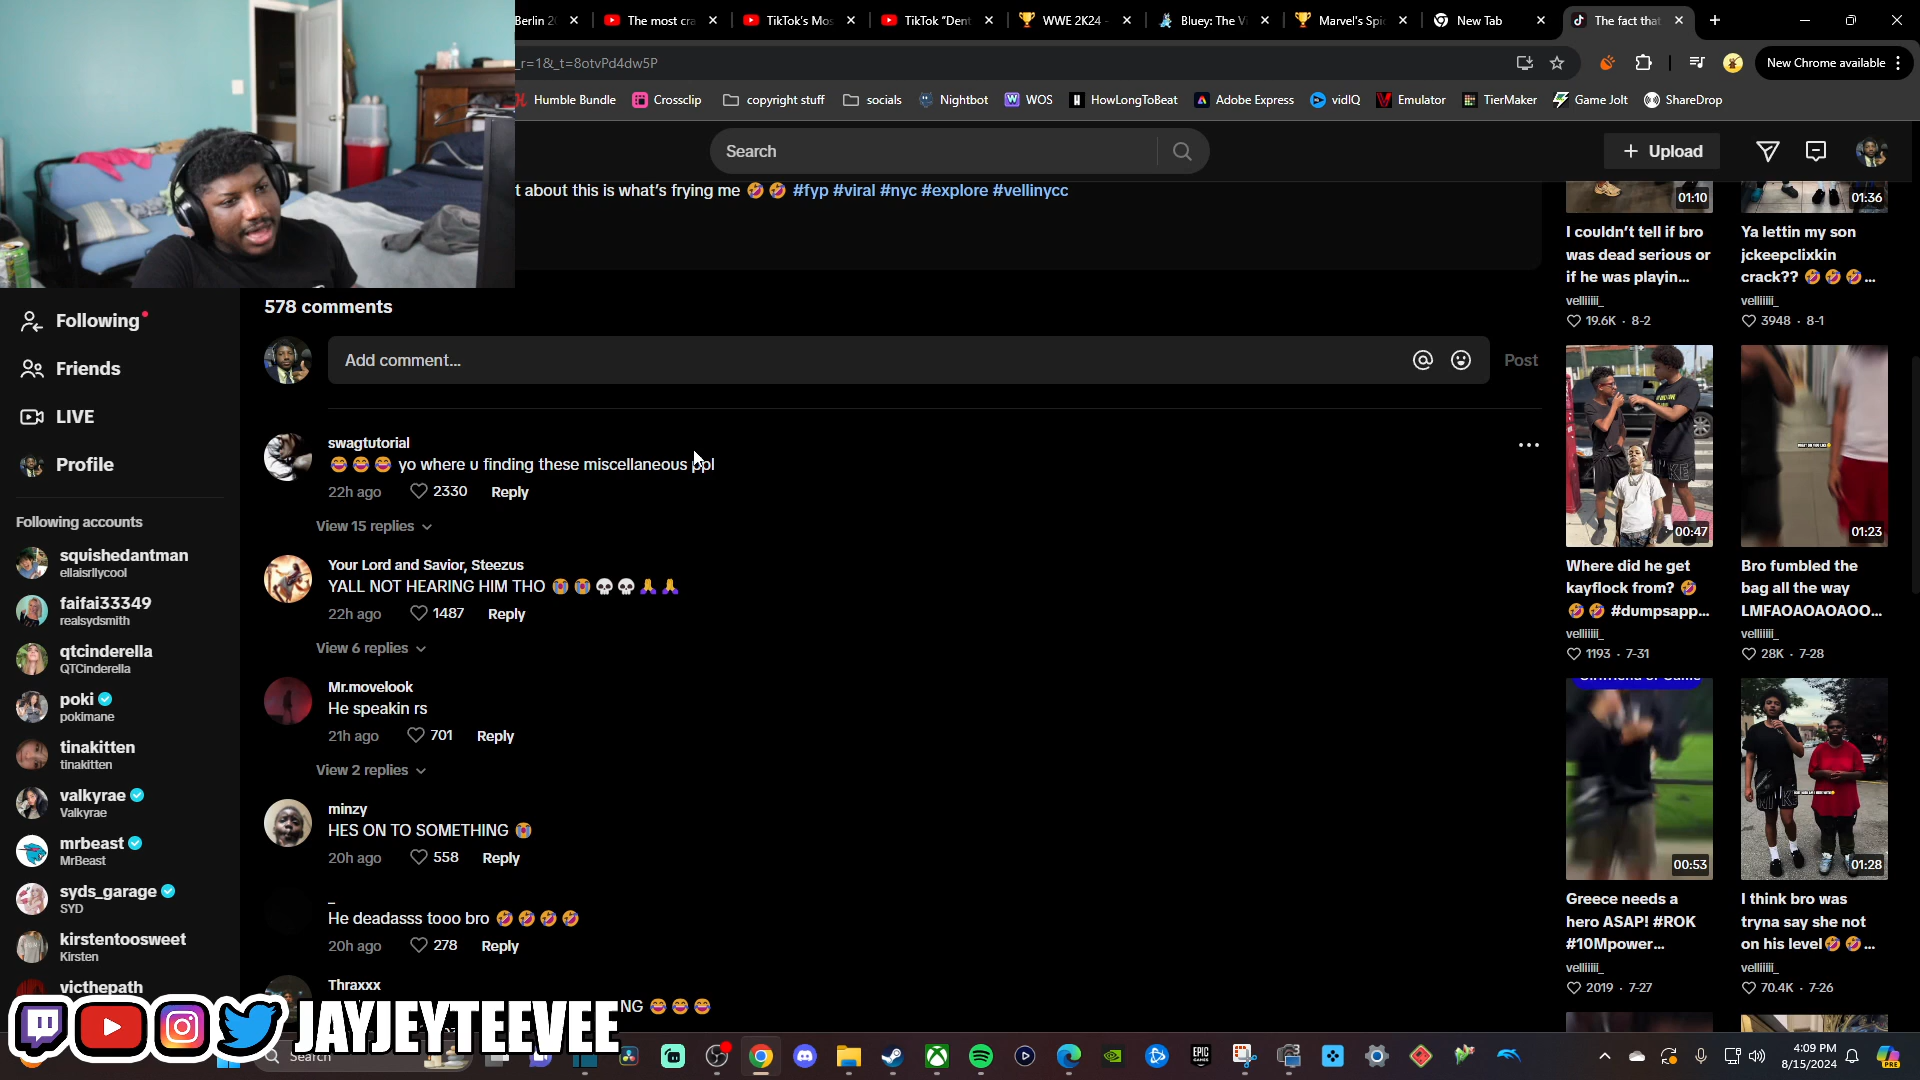 Berlin 2
The most cra
TikTok's Mos
TikTok "Dent
WWE 2K24 -
Bluey: The Vi
Marvel's Spi
New Tab
The fact that
_r=1&_t=8otvPd4dw5P
New Chrome available
Humble Bundle
Crossclip
copyright stuff
socials
Nightbot
WOS
HowLongToBeat
Adobe Express
vidIQ
Emulator
TierMaker
Game Jolt
ShareDrop
Search
+ Upload
t about this is what's frying me 🤣 🤣 #fyp #viral #nyc #explore #vellinycc
578 comments
Add comment...
Post
swagtutorial
😂 😂 😂 yo where u finding these miscellaneous ppl
22h ago 2330 Reply
View 15 replies
Your Lord and Savior, Steezus
YALL NOT HEARING HIM THO 😭 😭 💀 💀 🙏 🙏
22h ago 1487 Reply
View 6 replies
Mr.movelook
He speakin rs
21h ago 701 Reply
View 2 replies
minzy
HES ON TO SOMETHING 😭
20h ago 558 Reply
_
He deadasss tooo bro 🤣 🤣 🤣 🤣
20h ago 278 Reply
Thraxxx
NG 😂 😂 😂
Following
Friends
LIVE
Profile
Following accounts
squishedantman
ellaisrllycool
faifai33349
realsydsmith
qtcinderella
QTCinderella
poki
pokimane
tinakitten
tinakitten
valkyrae
Valkyrae
mrbeast
MrBeast
syds_garage
SYD
kirstentoosweet
Kirsten
victhepath
01:10
I couldn't tell if bro
was dead serious or
if he was playin...
velliiiii_
19.6K · 8-2
01:36
Ya lettin my son
jckeepclixkin
crack?? 🤣 🤣 🤣 ...
velliiiii_
3948 · 8-1
00:47
Where did he get
kayflock from? 🤣
🤣 🤣 #dumpsapp...
velliiiii_
1193 · 7-31
01:23
Bro fumbled the
bag all the way
LMFAOAOAOAOO...
velliiiii_
28K · 7-28
00:53
Greece needs a
hero ASAP! #ROK
#10Mpower...
velliiiii_
2019 · 7-27
01:28
I think bro was
tryna say she not
on his level🤣 🤣...
velliiiii_
70.4K · 7-26
JAYJEYTEEVEE
Search
4:09 PM
8/15/2024